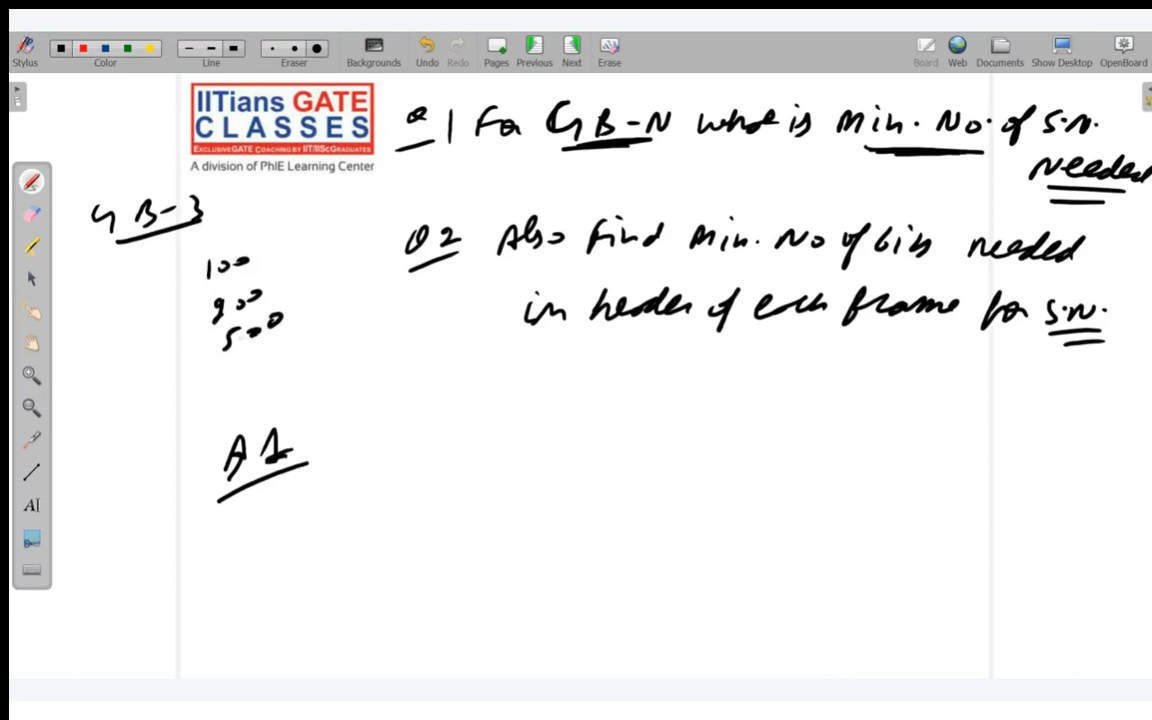 Stylus
Color
Line
Eraser
Backgrounds
Undo
Redo
Pages
Previous
Next
Erase
Board
Web
Documents
Show Desktop
OpenBoard
IITians GATE
CLASSES
EXCLUSIVE GATE COACHING BY IIT/IISc GRADUATES
A division of PhIE Learning Center
Q 1 For GB-N what is Min. No. of S.N.
Needed
GB-3
Q2 Also find Min. No of bits needed
in header of each frame for S.N.
100
900
500
A1
AI